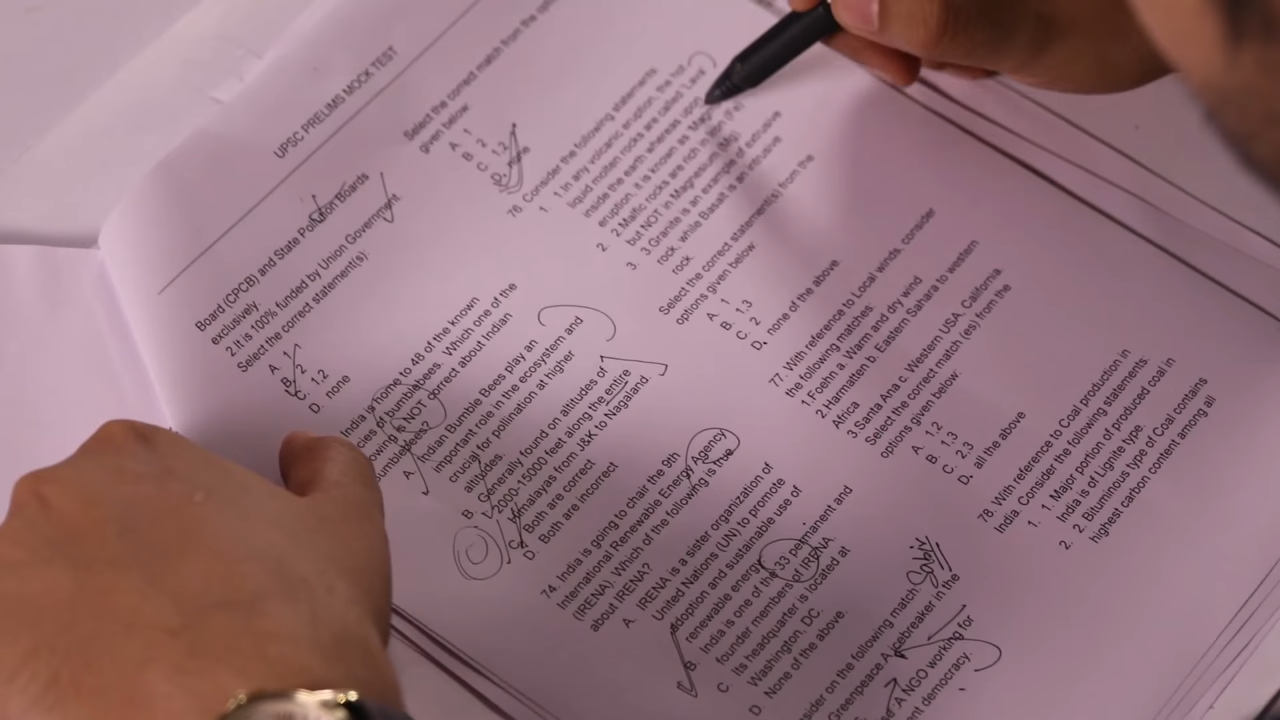 UPSC PRELIMS MOCK TEST
Board (CPCB) and State Pollution Boards
exclusively.
2.It is 100% funded by Union Government
Select the correct statement(s):
A. 1
B. 2
C. 1,2
D. none
India is home to 48 of the known
of bumblebees. Which one of the
is NOT correct about Indian
A. Indian Bumble Bees play an
important role in the ecosystem and
crucial for pollination at higher
altitudes.
B. Generally found on altitudes of
2000-15000 feet along the entire
Himalayas from J&K to Nagaland.
C. Both are correct
D. Both are incorrect
74. India is going to chair the 9th
International Renewable Energy Agency
(IRENA). Which of the following is true
about IRENA?
A. IRENA is a sister organization of
United Nations (UN) to promote
adoption and sustainable use of
renewable energy.
B. India is one of the 33 permanent and
founder members of IRENA.
C. Its headquarter is located at
Washington, DC.
D None of the above.
on the following match.
Greenpeace A icebreaker in the
A NGO working for
democracy.
Select the correct match from the
given below
A. 1
B. 2
C. 1,2
D. none
76. Consider the following statements
1. 1.In any volcanic eruption, the hot
liquid molten rocks are called 'Lava'
inside the earth whereas upon
eruption, it is known as
2. 2.Malfic rocks are rich in Iron (Fe)
but NOT in Magnesium (Mg)
3. 3 Granite is an example of extrusive
rock, while Basalt is an intrusive
rock.
Select the correct statement(s) from the
options given below
A. 1
B. 1,3
C. 2
D. none of the above.
77. With reference to Local winds, consider
the following matches:
1.Foehn a. Warm and dry wind
2.Harmatten b. Eastern Sahara to western
Africa
3 Santa Ana c. Western USA, California.
Select the correct match (es) from the
options given below:
A. 1,2
B. 1,3
C. 2,3
D. all the above
78. With reference to Coal production in
India. Consider the following statements:
1. 1. Major portion of produced coal in
India is of Lignite type.
2. 2. Bituminous type of Coal contains
highest carbon content among all